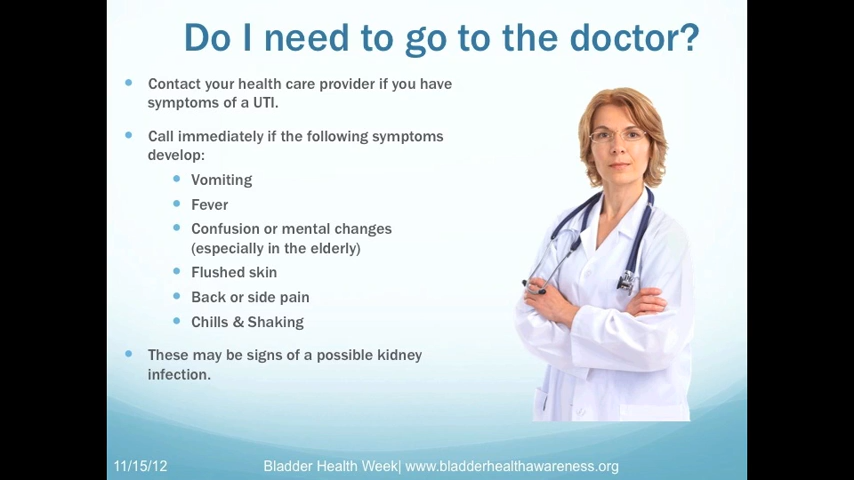 Do I need to go to the doctor?
Contact your health care provider if you have
symptoms of a UTI.
Call immediately if the following symptoms
develop:
Vomiting
Fever
Confusion or mental changes
(especially in the elderly)
Flushed skin
Back or side pain
Chills & Shaking
These may be signs of a possible kidney
infection.
11/15/12
Bladder Health Week| www.bladderhealthawareness.org